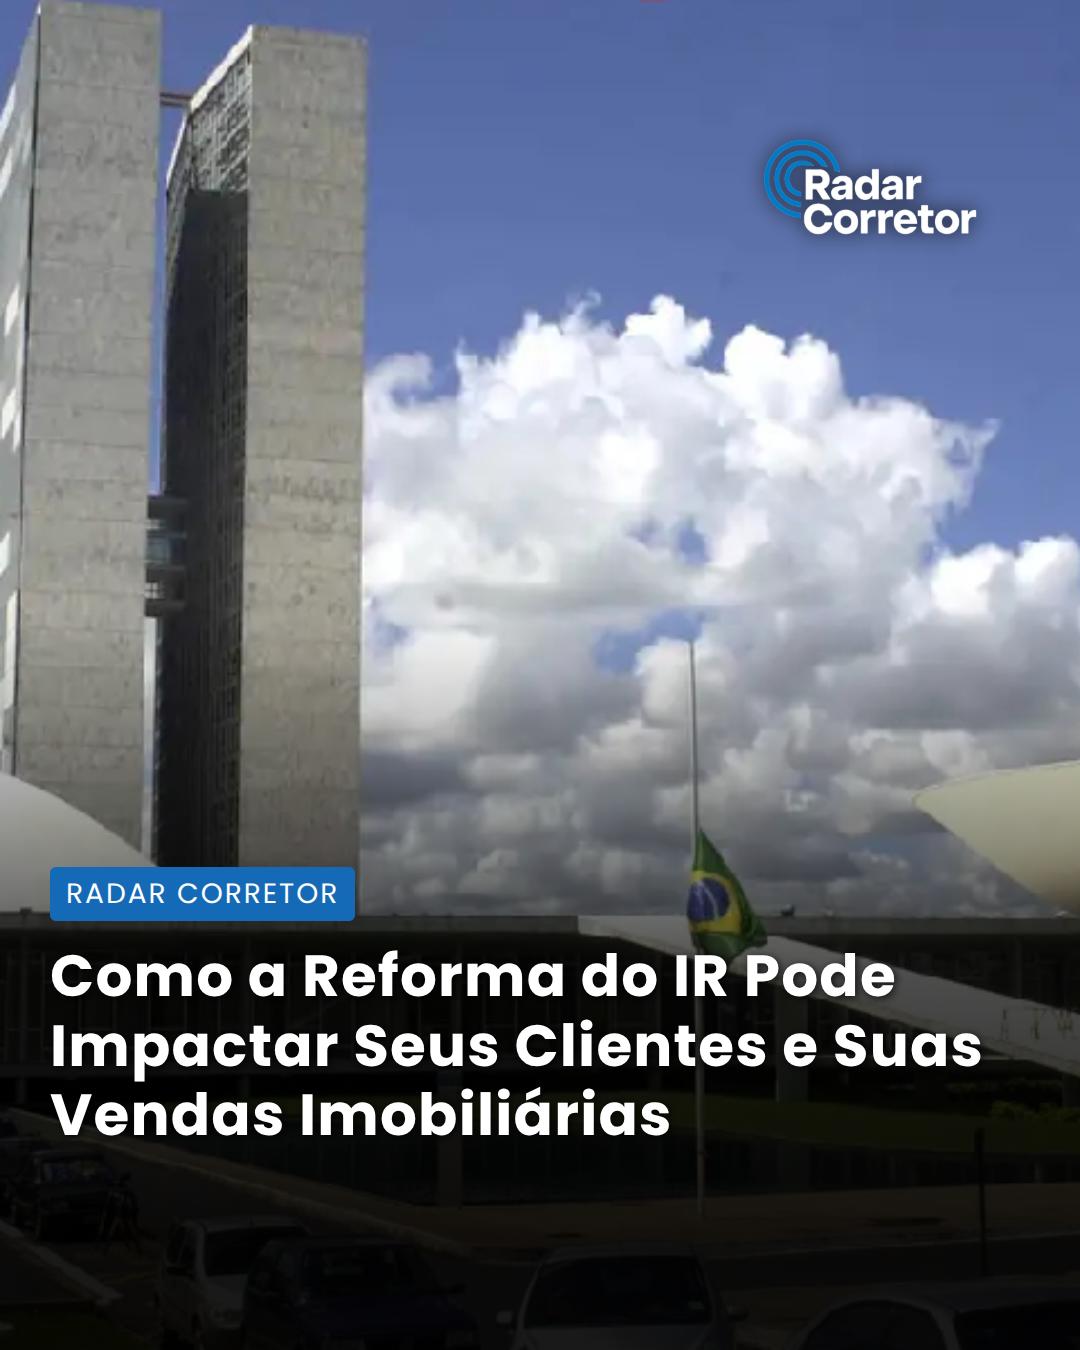 Radar
Corretor
RADAR CORRETOR
Como a Reforma do IR Pode
Impactar Seus Clientes e Suas
Vendas Imobiliárias